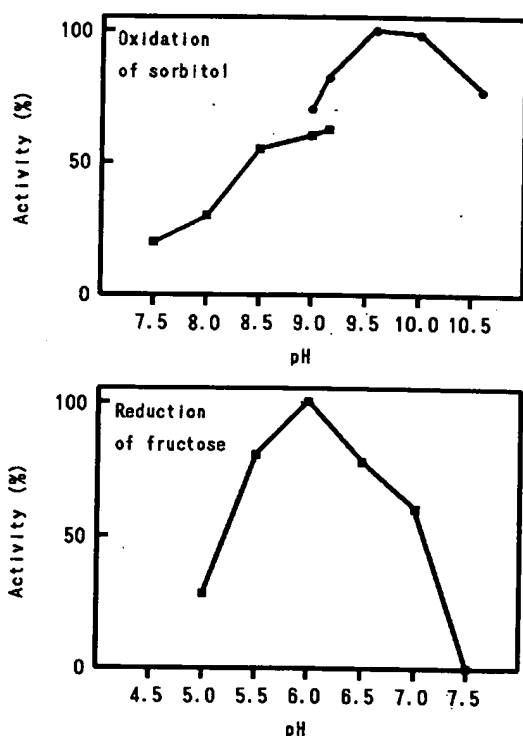 Oxidation
of sorbitol
Activity (%)
100
50
0
7.5 8.0 8.5 9.0 9.5 10.0 10.5
pH
Reduction
of fructose
Activity (%)
100
50
0
4.5 5.0 5.5 6.0 6.5 7.0 7.5
pH